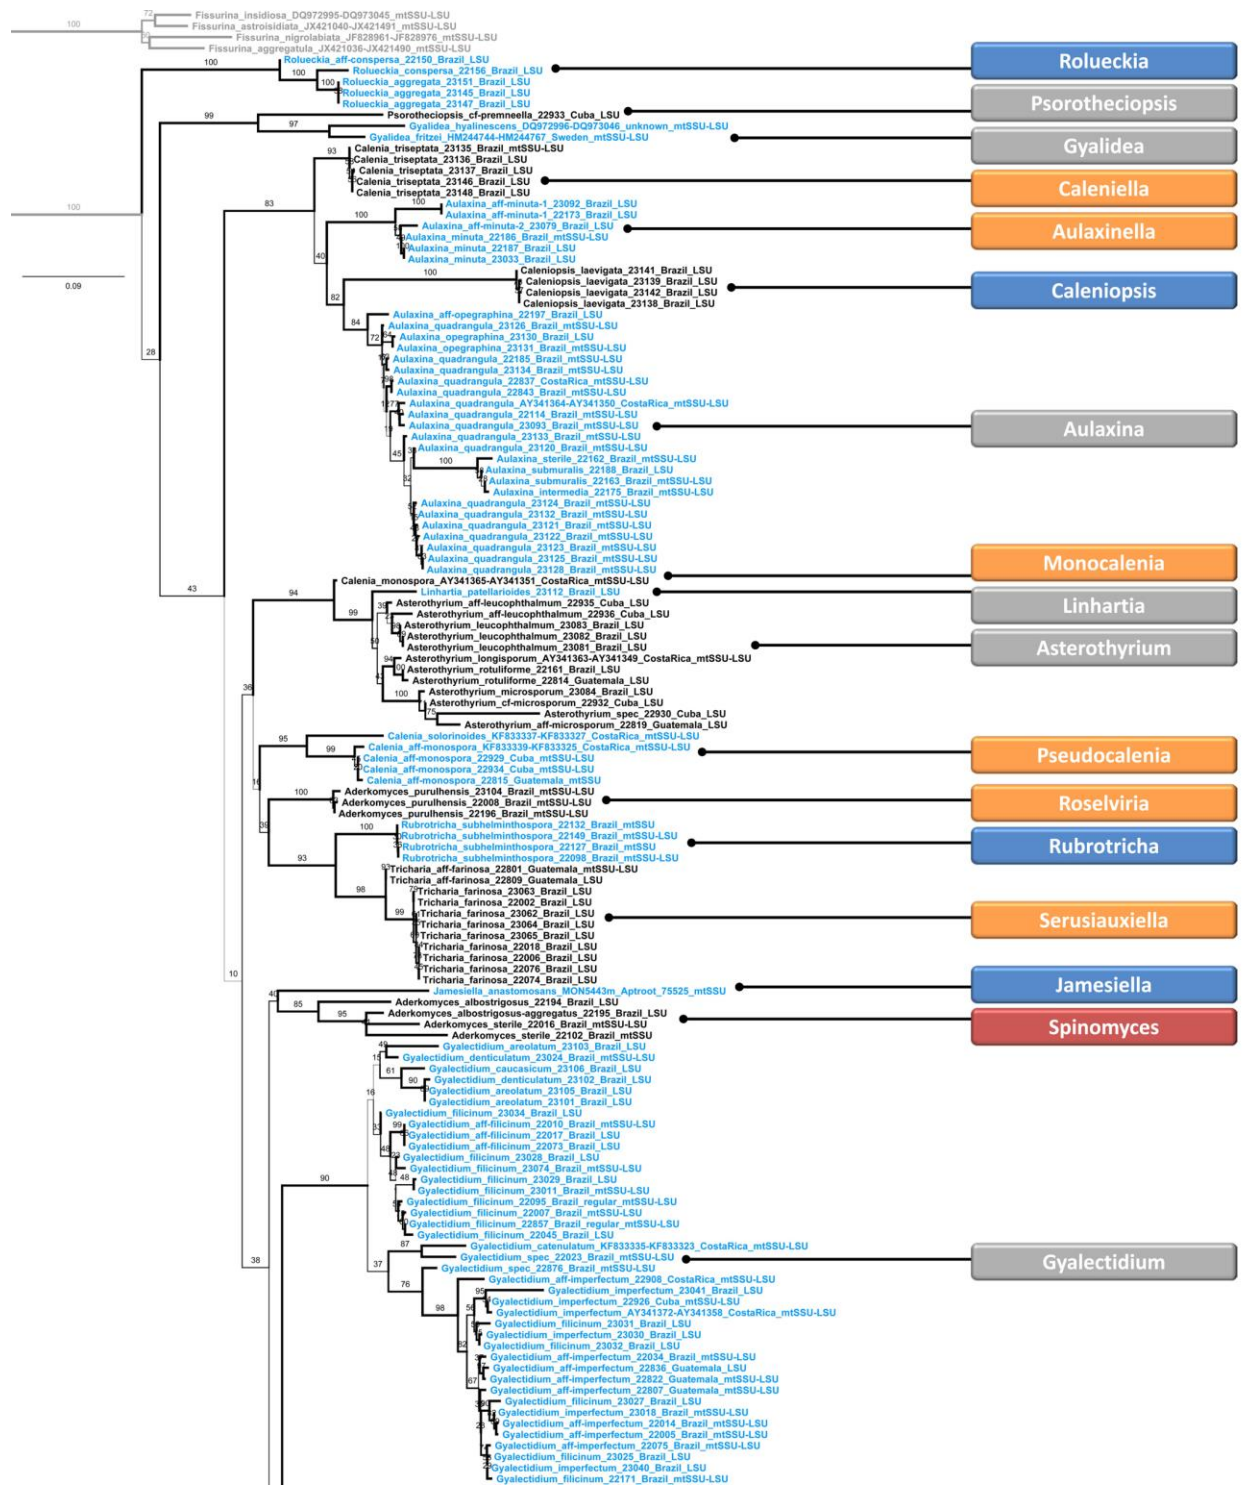 Fissurina_insidiosa_DQ972995-DQ973045_mtSSU-LSU
Fissurina_astroisidiata_JX421040-JX421491_mtSSU-LSU
Fissurina_nigrolabiata_JF828961-JF828976_mtSSU-LSU
Fissurina_aggregatula_JX421036-JX421490_mtSSU-LSU
Rolueckia_aff-conspersa_22150_Brazil_LSU
Rolueckia_conspersa_22156_Brazil_LSU
Rolueckia
Rolueckia_aggregata_23151_Brazil_LSU
Rolueckia_aggregata_23145_Brazil_LSU
Rolueckia_aggregata_23147_Brazil_LSU
Psorotheciopsis_cf-premneella_22933_Cuba_LSU
Psorotheciopsis
Gyalidea_hyalinescens_DQ972996-DQ973046_unknown_mtSSU-LSU
Gyalidea_fritzei_HM244744-HM244767_Sweden_mtSSU-LSU
Gyalidea
Calenia_triseptata_23135_Brazil_mtSSU-LSU
Calenia_triseptata_23136_Brazil_LSU
Calenia_triseptata_23137_Brazil_LSU
Calenia_triseptata_23146_Brazil_LSU
Calenia_triseptata_23148_Brazil_LSU
Caleniella
Aulaxina_aff-minuta-1_23092_Brazil_LSU
Aulaxina_aff-minuta-1_22173_Brazil_LSU
Aulaxina_aff-minuta-2_23079_Brazil_LSU
Aulaxinella
Aulaxina_minuta_22186_Brazil_mtSSU-LSU
Aulaxina_minuta_22187_Brazil_LSU
Aulaxina_minuta_23033_Brazil_LSU
Caleniopsis_laevigata_23141_Brazil_LSU
Caleniopsis_laevigata_23139_Brazil_LSU
Caleniopsis_laevigata_23142_Brazil_LSU
Caleniopsis_laevigata_23138_Brazil_LSU
Caleniopsis
0.09
Aulaxina_aff-opegraphina_22197_Brazil_LSU
Aulaxina_quadrangula_23126_Brazil_mtSSU-LSU
Aulaxina_opegraphina_23130_Brazil_LSU
Aulaxina_opegraphina_23131_Brazil_mtSSU-LSU
Aulaxina_quadrangula_22185_Brazil_mtSSU-LSU
Aulaxina_quadrangula_23134_Brazil_LSU
Aulaxina_quadrangula_22837_CostaRica_mtSSU-LSU
Aulaxina_quadrangula_22843_Brazil_LSU
Aulaxina_quadrangula_AY341364-AY341350_CostaRica_mtSSU-LSU
Aulaxina_quadrangula_22114_Brazil_mtSSU-LSU
Aulaxina_quadrangula_23093_Brazil_LSU
Aulaxina
Aulaxina_quadrangula_23133_Brazil_mtSSU-LSU
Aulaxina_quadrangula_23120_Brazil_mtSSU-LSU
Aulaxina_sterile_22162_Brazil_mtSSU-LSU
Aulaxina_submuralis_22188_Brazil_LSU
Aulaxina_submuralis_22163_Brazil_mtSSU-LSU
Aulaxina_intermedia_22175_Brazil_mtSSU-LSU
Aulaxina_quadrangula_23124_Brazil_mtSSU-LSU
Aulaxina_quadrangula_23132_Brazil_mtSSU-LSU
Aulaxina_quadrangula_23121_Brazil_mtSSU-LSU
Aulaxina_quadrangula_23122_Brazil_mtSSU-LSU
Aulaxina_quadrangula_23123_Brazil_mtSSU-LSU
Aulaxina_quadrangula_23125_Brazil_mtSSU-LSU
Aulaxina_quadrangula_23128_Brazil_mtSSU-LSU
Monocalenia
Calenia_monospora_AY341365-AY341351_CostaRica_mtSSU-LSU
Linhartia_patellarioides_23112_Brazil_LSU
Linhartia
Asterothyrium_aff-leucophthalmum_22935_Cuba_LSU
Asterothyrium_aff-leucophthalmum_22936_Cuba_LSU
Asterothyrium_leucophthalmum_23083_Brazil_LSU
Asterothyrium_leucophthalmum_23082_Brazil_LSU
Asterothyrium_leucophthalmum_23081_Brazil_LSU
Asterothyrium
Asterothyrium_longisporum_AY341363-AY341349_CostaRica_mtSSU-LSU
Asterothyrium_rotuliforme_22161_Brazil_LSU
Asterothyrium_rotuliforme_22814_Guatemala_LSU
Asterothyrium_microsporum_23084_Brazil_LSU
Asterothyrium_cf-microsporum_22932_Cuba_LSU
Asterothyrium_spec_22930_Cuba_LSU
Asterothyrium_aff-microsporum_22819_Guatemala_LSU
Calenia_solorinoides_KF833337-KF833327_CostaRica_mtSSU-LSU
Calenia_aff-monospora_KF833339-KF833325_CostaRica_mtSSU-LSU
Pseudocalenia
Calenia_aff-monospora_22929_Cuba_mtSSU-LSU
Calenia_aff-monospora_22934_Cuba_mtSSU-LSU
Calenia_aff-monospora_22815_Guatemala_mtSSU
Aderkomyces_purulhensis_23104_Brazil_mtSSU-LSU
Aderkomyces_purulhensis_22008_Brazil_mtSSU-LSU
Roselviria
Aderkomyces_purulhensis_22196_Brazil_mtSSU-LSU
Rubrotricha_subhelminthospora_22132_Brazil_mtSSU
Rubrotricha_subhelminthospora_22149_Brazil_mtSSU-LSU
Rubrotricha_subhelminthospora_22127_Brazil_mtSSU
Rubrotricha
Rubrotricha_subhelminthospora_22098_Brazil_mtSSU-LSU
Tricharia_aff-farinosa_22801_Guatemala_mtSSU-LSU
Tricharia_aff-farinosa_22809_Guatemala_LSU
Tricharia_farinosa_23063_Brazil_LSU
Tricharia_farinosa_22002_Brazil_LSU
Tricharia_farinosa_23062_Brazil_LSU
Serusiauxiella
Tricharia_farinosa_23064_Brazil_LSU
Tricharia_farinosa_23065_Brazil_LSU
Tricharia_farinosa_22018_Brazil_LSU
Tricharia_farinosa_22006_Brazil_LSU
Tricharia_farinosa_22076_Brazil_LSU
Tricharia_farinosa_22074_Brazil_LSU
Jamesiella
Jamesiella_anastomosans_MON5443m_Aptroot_75525_mtSSU
Aderkomyces_albostrigosus_22194_Brazil_LSU
Aderkomyces_albostrigosus-aggregatus_22195_Brazil_LSU
Spinomyces
Aderkomyces_sterile_22016_Brazil_mtSSU-LSU
Aderkomyces_sterile_22102_Brazil_mtSSU
Gyalectidium_areolatum_23103_Brazil_LSU
Gyalectidium_denticulatum_23024_Brazil_mtSSU-LSU
Gyalectidium_caucasicum_23106_Brazil_LSU
Gyalectidium_denticulatum_23102_Brazil_LSU
Gyalectidium_areolatum_23105_Brazil_LSU
Gyalectidium_areolatum_23101_Brazil_LSU
Gyalectidium_filicinum_23034_Brazil_LSU
Gyalectidium_aff-filicinum_22010_Brazil_mtSSU-LSU
Gyalectidium_aff-filicinum_22017_Brazil_LSU
Gyalectidium_aff-filicinum_22073_Brazil_LSU
Gyalectidium_filicinum_23028_Brazil_LSU
Gyalectidium_filicinum_23074_Brazil_mtSSU-LSU
Gyalectidium_filicinum_23029_Brazil_LSU
Gyalectidium_filicinum_23011_Brazil_mtSSU-LSU
Gyalectidium_filicinum_22095_Brazil_regular_mtSSU-LSU
Gyalectidium_filicinum_22007_Brazil_mtSSU-LSU
Gyalectidium_filicinum_22857_Brazil_regular_mtSSU-LSU
Gyalectidium_filicinum_22045_Brazil_LSU
Gyalectidium_catenulatum_KF833335-KF833323_CostaRica_mtSSU-LSU
Gyalectidium_spec_22023_Brazil_mtSSU-LSU
Gyalectidium
Gyalectidium_spec_22876_Brazil_mtSSU-LSU
Gyalectidium_aff-imperfectum_22908_CostaRica_mtSSU-LSU
Gyalectidium_imperfectum_23041_Brazil_LSU
Gyalectidium_imperfectum_22926_Cuba_mtSSU-LSU
Gyalectidium_imperfectum_AY341372-AY341358_CostaRica_mtSSU-LSU
Gyalectidium_filicinum_23031_Brazil_LSU
Gyalectidium_imperfectum_23030_Brazil_LSU
Gyalectidium_filicinum_23032_Brazil_LSU
Gyalectidium_aff-imperfectum_22034_Brazil_mtSSU-LSU
Gyalectidium_aff-imperfectum_22836_Guatemala_LSU
Gyalectidium_aff-imperfectum_22822_Guatemala_mtSSU-LSU
Gyalectidium_aff-imperfectum_22807_Guatemala_mtSSU-LSU
Gyalectidium_filicinum_23027_Brazil_LSU
Gyalectidium_imperfectum_23018_Brazil_mtSSU-LSU
Gyalectidium_aff-imperfectum_22014_Brazil_mtSSU-LSU
Gyalectidium_aff-imperfectum_22005_Brazil_mtSSU-LSU
Gyalectidium_aff-imperfectum_22075_Brazil_mtSSU-LSU
Gyalectidium_filicinum_23025_Brazil_LSU
Gyalectidium_imperfectum_23040_Brazil_LSU
Gyalectidium_filicinum_22171_mtSSU-LSU